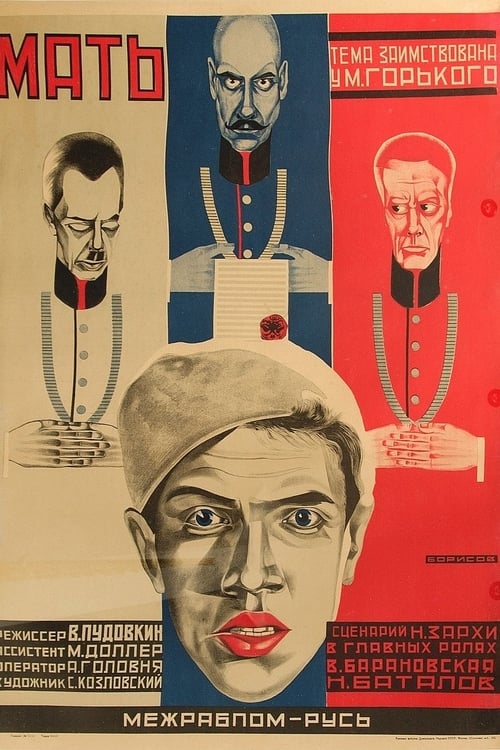 МАТЬ
ТЕМА ЗАИМСТВОВАНА
У М. ГОРЬКОГО
БОРИСОВ
РЕЖИССЕР В. ПУДОВКИН
АССИСТЕНТ М. ДОЛЛЕР
ОПЕРАТОР А. ГОЛОВНЯ
ХУДОЖНИК С. КОЗЛОВСКИЙ
СЦЕНАРИЙ Н. ЗАРХИ
В ГЛАВНЫХ РОЛЯХ
В. БАРАНОВСКАЯ
Н. БАТАЛОВ
МЕЖРАБПОМ-РУСЬ